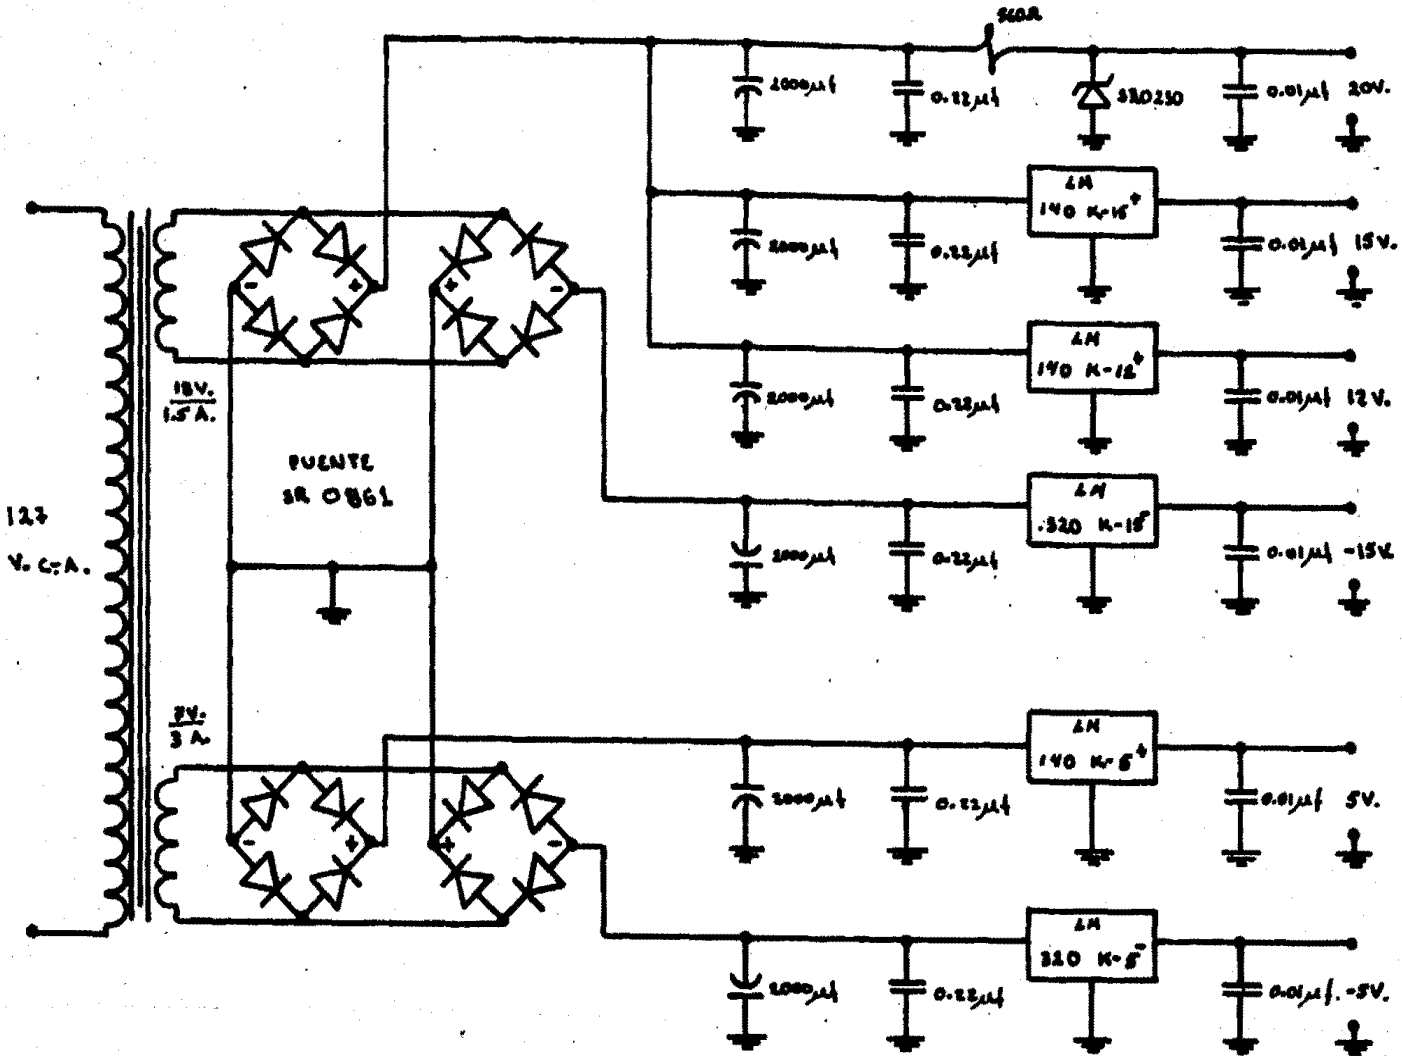 560Ω
2000µf
0.22µf
0.01µf
20V.
LM
140 K-15+
2000µf
0.22µf
0.01µf
15V.
- + + -
LM
140 K-12+
18V.
1.5 A.
2000µf
0.22µf
0.01µf
12V.
PUENTE
SR 0861
LM
.320 K-15-
127
V. C-A.
2000µf
0.22µf
0.01µf
-15V.
7V.
3 A.
LM
140 K-5+
2000µf
0.22µf
0.01µf
5V.
- + + -
LM
320 K-5-
2000µf
0.22µf
0.01µf.
-5V.